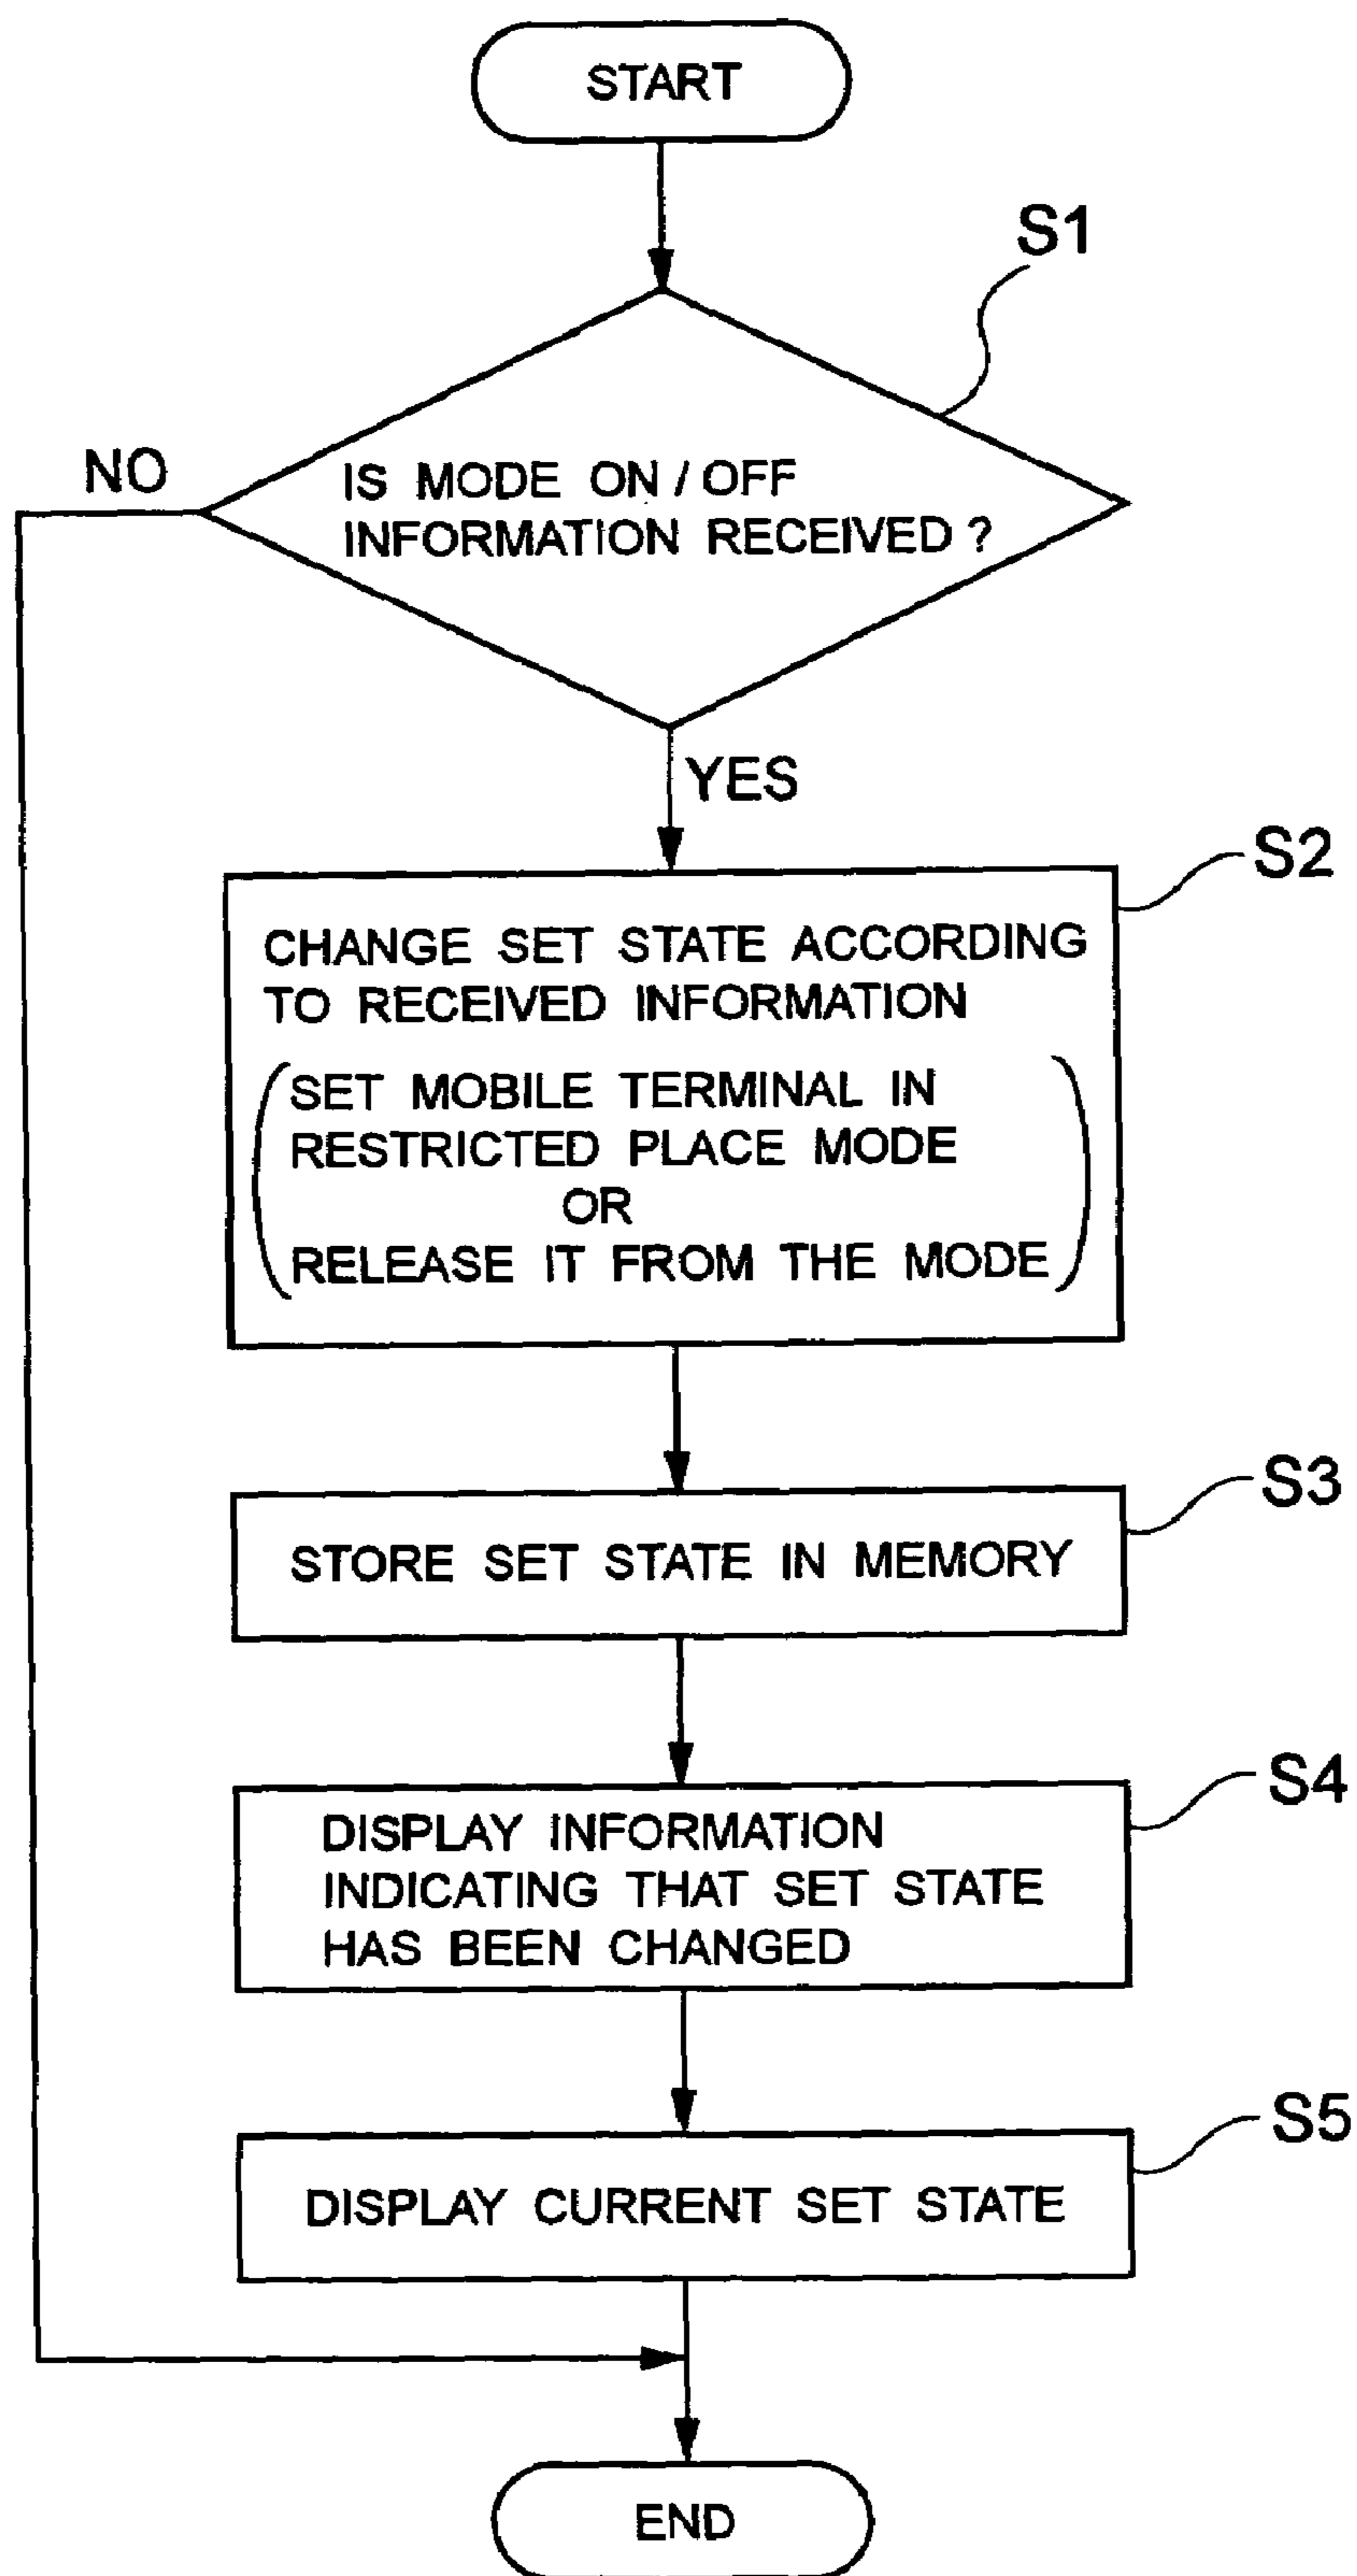 START
S1
NO
IS MODE ON / OFF
INFORMATION RECEIVED ?
YES
S2
CHANGE SET STATE ACCORDING
TO RECEIVED INFORMATION
SET MOBILE TERMINAL IN
RESTRICTED PLACE MODE
OR
RELEASE IT FROM THE MODE
S3
STORE SET STATE IN MEMORY
S4
DISPLAY INFORMATION
INDICATING THAT SET STATE
HAS BEEN CHANGED
S5
DISPLAY CURRENT SET STATE
END